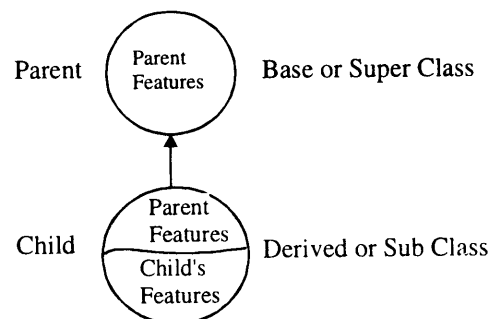 Parent
Parent
Features
Base or Super Class
Child
Parent
Features
Child's
Features
Derived or Sub Class